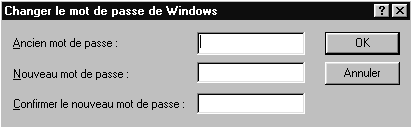 Changer le mot de passe de Windows
Ancien mot de passe :
OK
Nouveau mot de passe :
Annuler
Confirmer le nouveau mot de passe :